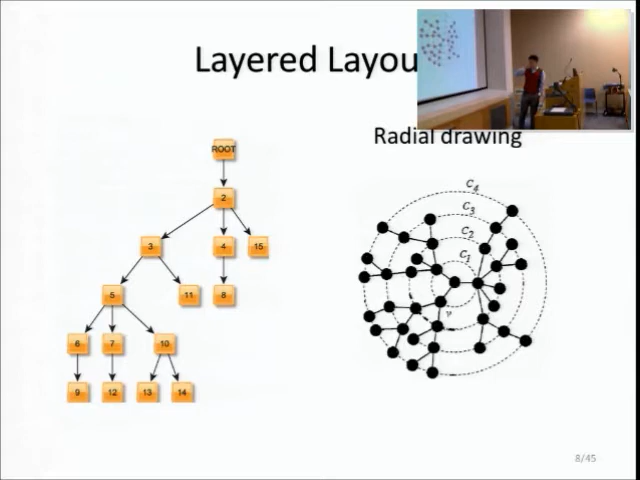 Layered Layou
Radial drawing
ROOT
2
3 4 15
5 11 8
6 7 10
9 12 13 14
C4
C3
C2
C1
v
8/45